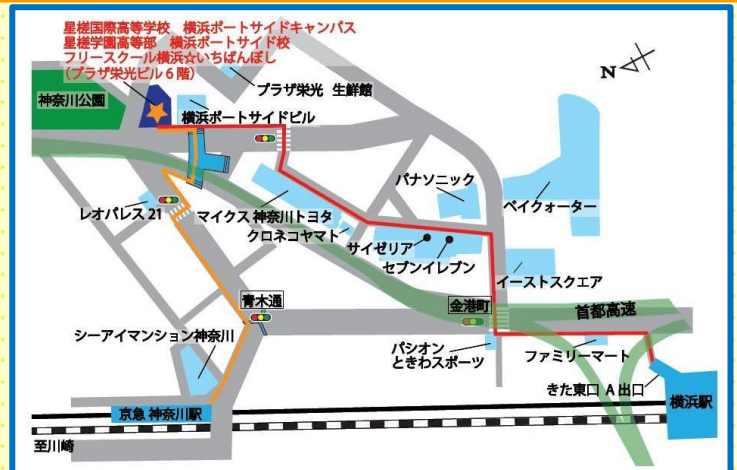 星槎国際高等学校　横浜ポートサイドキャンパス
星槎学園高等部　横浜ポートサイド校
フリースクール横浜☆いちばんぼし
（プラザ栄光ビル６階）
N
神奈川公園
プラザ栄光　生鮮館
横浜ポートサイドビル
パナソニック
ベイクォーター
レオパレス 21
マイクス 神奈川トヨタ
クロネコヤマト
サイゼリア
セブンイレブン
イーストスクエア
青木通
金港町
首都高速
シーアイマンション神奈川
パシオン
ときわスポーツ
ファミリーマート
きた東口 A 出口
京急 神奈川駅
横浜駅
至川崎